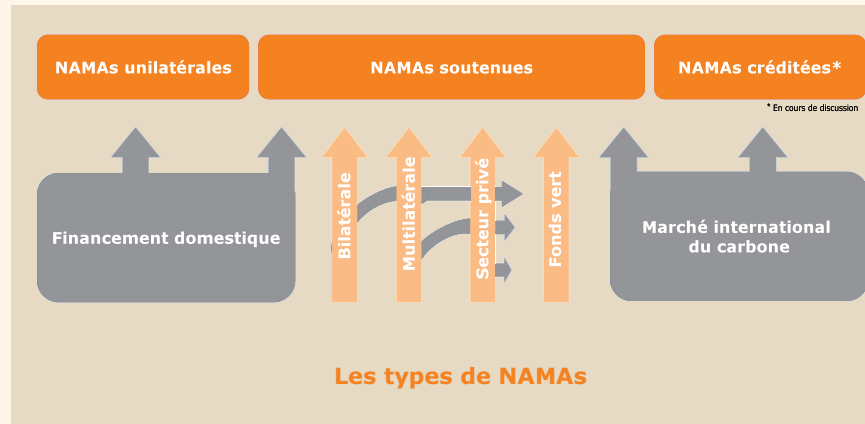 NAMAs unilatérales
NAMAs soutenues
NAMAs créditées*
* En cours de discussion
Financement domestique
Bilatérale
Multilatérale
Secteur privé
Fonds vert
Marché international
du carbone
Les types de NAMAs